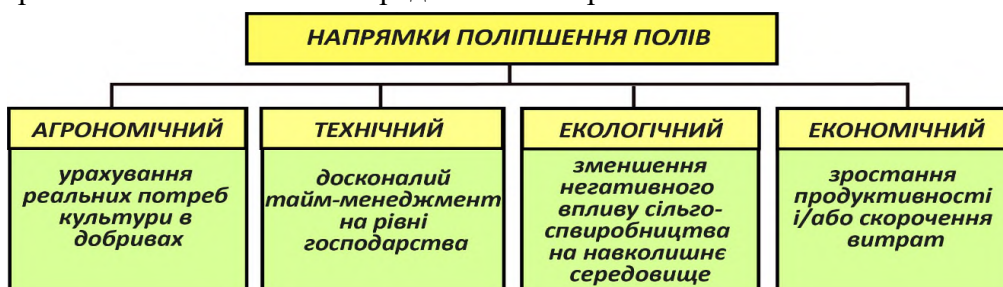 НАПРЯМКИ ПОЛІПШЕННЯ ПОЛІВ
АГРОНОМІЧНИЙ
урахування
реальних потреб
культури в
добривах
ТЕХНІЧНИЙ
досконалий
тайм-менеджмент
на рівні
господарства
ЕКОЛОГІЧНИЙ
зменшення
негативного
впливу сільго-
спвиробництва
на навколишнє
середовище
ЕКОНОМІЧНИЙ
зростання
продуктивності
і/або скорочення
витрат